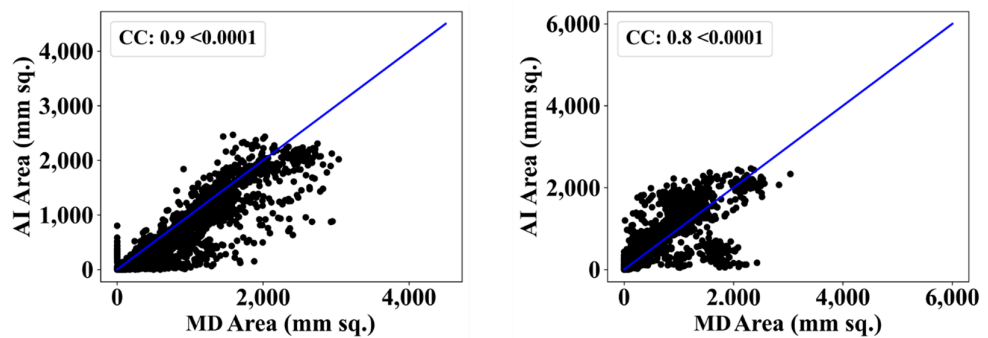 CC: 0.9 <0.0001
4,000
3,000
2,000
1,000
0
AI Area (mm sq.)
0
2,000
4,000
MD Area (mm sq.)
CC: 0.8 <0.0001
6,000
4,000
2,000
0
AI Area (mm sq.)
0
2.000
4,000
6,000
MD Area (mm sq.)